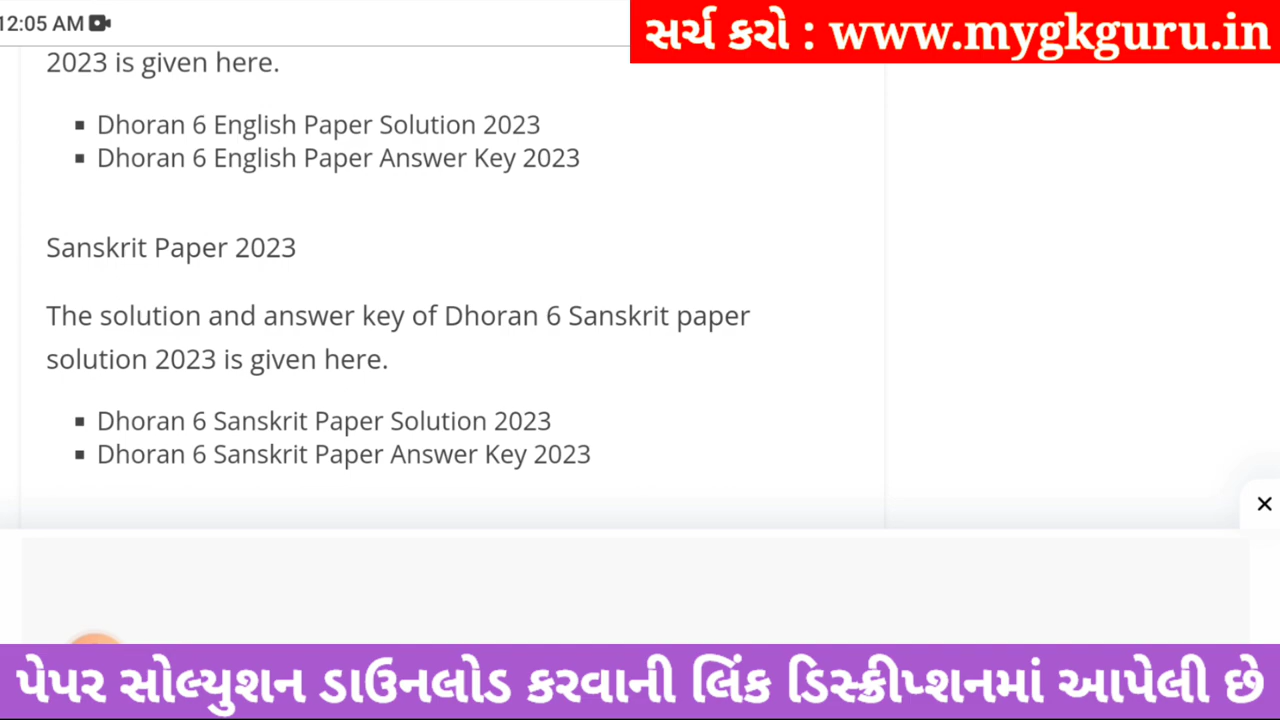 12:05 AM
સર્ચ કરો : www.mygkguru.in
2023 is given here.
▪ Dhoran 6 English Paper Solution 2023
▪ Dhoran 6 English Paper Answer Key 2023
Sanskrit Paper 2023
The solution and answer key of Dhoran 6 Sanskrit paper
solution 2023 is given here.
▪ Dhoran 6 Sanskrit Paper Solution 2023
▪ Dhoran 6 Sanskrit Paper Answer Key 2023
પેપર સોલ્યુશન ડાઉનલોડ કરવાની લિંક ડિસ્ક્રીપ્શનમાં આપેલી છે